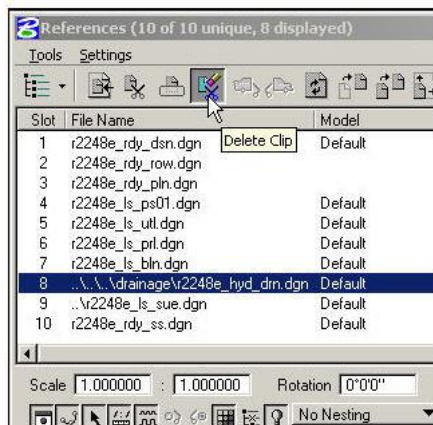 References (10 of 10 unique, 8 displayed)
Tools Settings
Slot File Name Model
Delete Clip
1 r2248e_rdy_dsn.dgn Default
2 r2248e_rdy_row.dgn
3 r2248e_rdy_pln.dgn
4 r2248e_ls_ps01.dgn Default
5 r2248e_ls_utl.dgn Default
6 r2248e_ls_prl.dgn Default
7 r2248e_ls_bln.dgn Default
8 ..\..\..\drainage\r2248e_hyd_drn.dgn Default
9 ..\r2248e_ls_sue.dgn Default
10 r2248e_rdy_ss.dgn Default
Scale 1.000000 : 1.000000 Rotation 0°0'0"
No Nesting